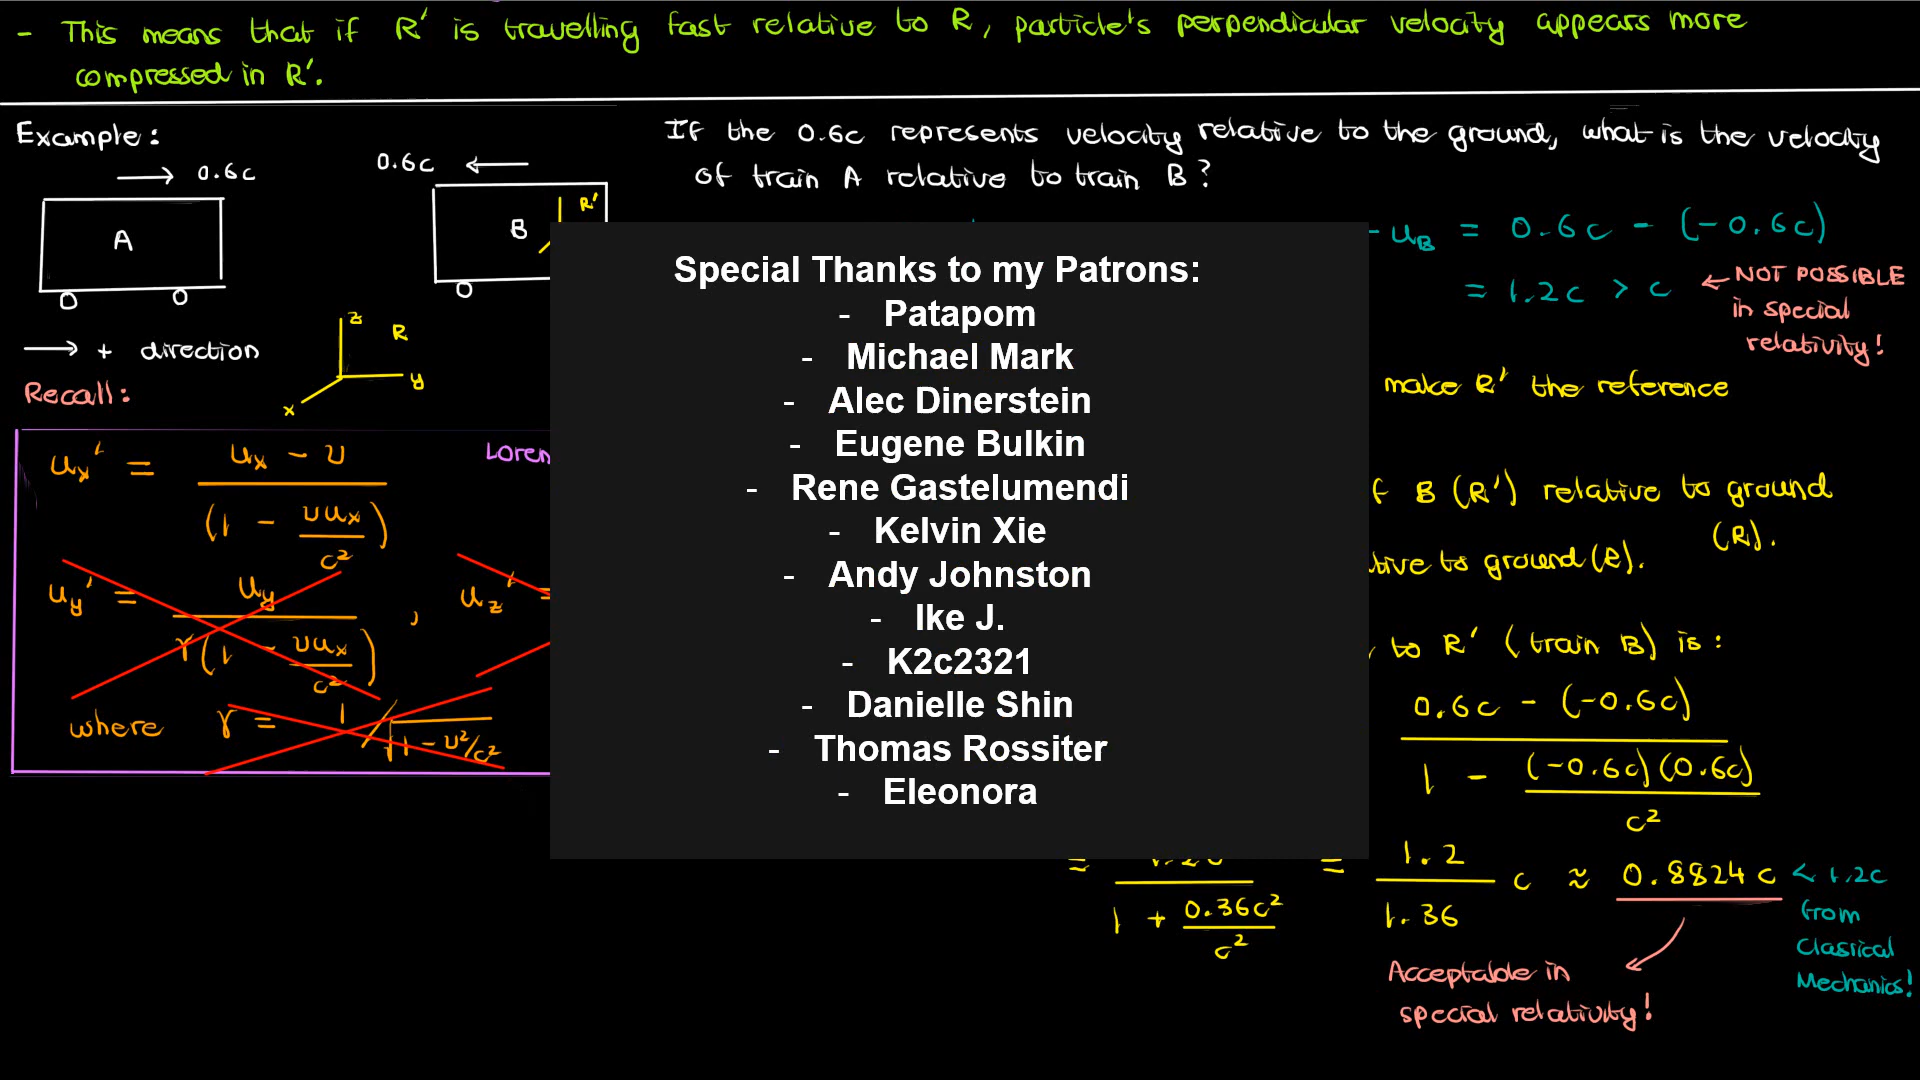 - This means that if R' is travelling fast relative to R, particle's perpendicular velocity appears more
compressed in R'.
Example:
→ 0.6c
0.6c ←
A
B
R'
→ + direction
z
R
y
x
Recall:
If the 0.6c represents velocity relative to the ground, what is the velocity
of train A relative to train B?
- u_B = 0.6c - (-0.6c)
= 1.2c > c
← NOT POSSIBLE
in special
relativity!
make R' the reference
B (R') relative to ground
(R).
relative to ground (R).
to R' (train B) is:
0.6c - (-0.6c)
1 - (-0.6c)(0.6c)
c²
u_x' = u_x - v
(1 - vu_x/c²)
u_y' = u_y
γ(1 - vu_x/c²)
, u_z' =
where γ = 1/√1 - v²/c²
Special Thanks to my Patrons:
- Patapom
- Michael Mark
- Alec Dinerstein
- Eugene Bulkin
- Rene Gastelumendi
- Kelvin Xie
- Andy Johnston
- Ike J.
- K2c2321
- Danielle Shin
- Thomas Rossiter
- Eleonora
=
1 + 0.36c²/c²
= 1.2/1.36 c ≈ 0.8824c
< 1.2c
from
Classical
Mechanics!
Acceptable in
special relativity!